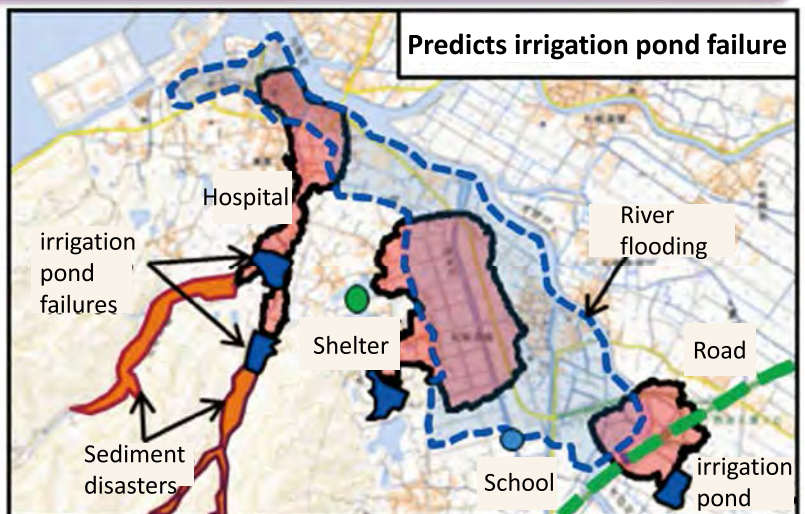 Predicts irrigation pond failure
Hospital
River
flooding
irrigation
pond
failures
Shelter
Road
Sediment
disasters
School
irrigation
pond